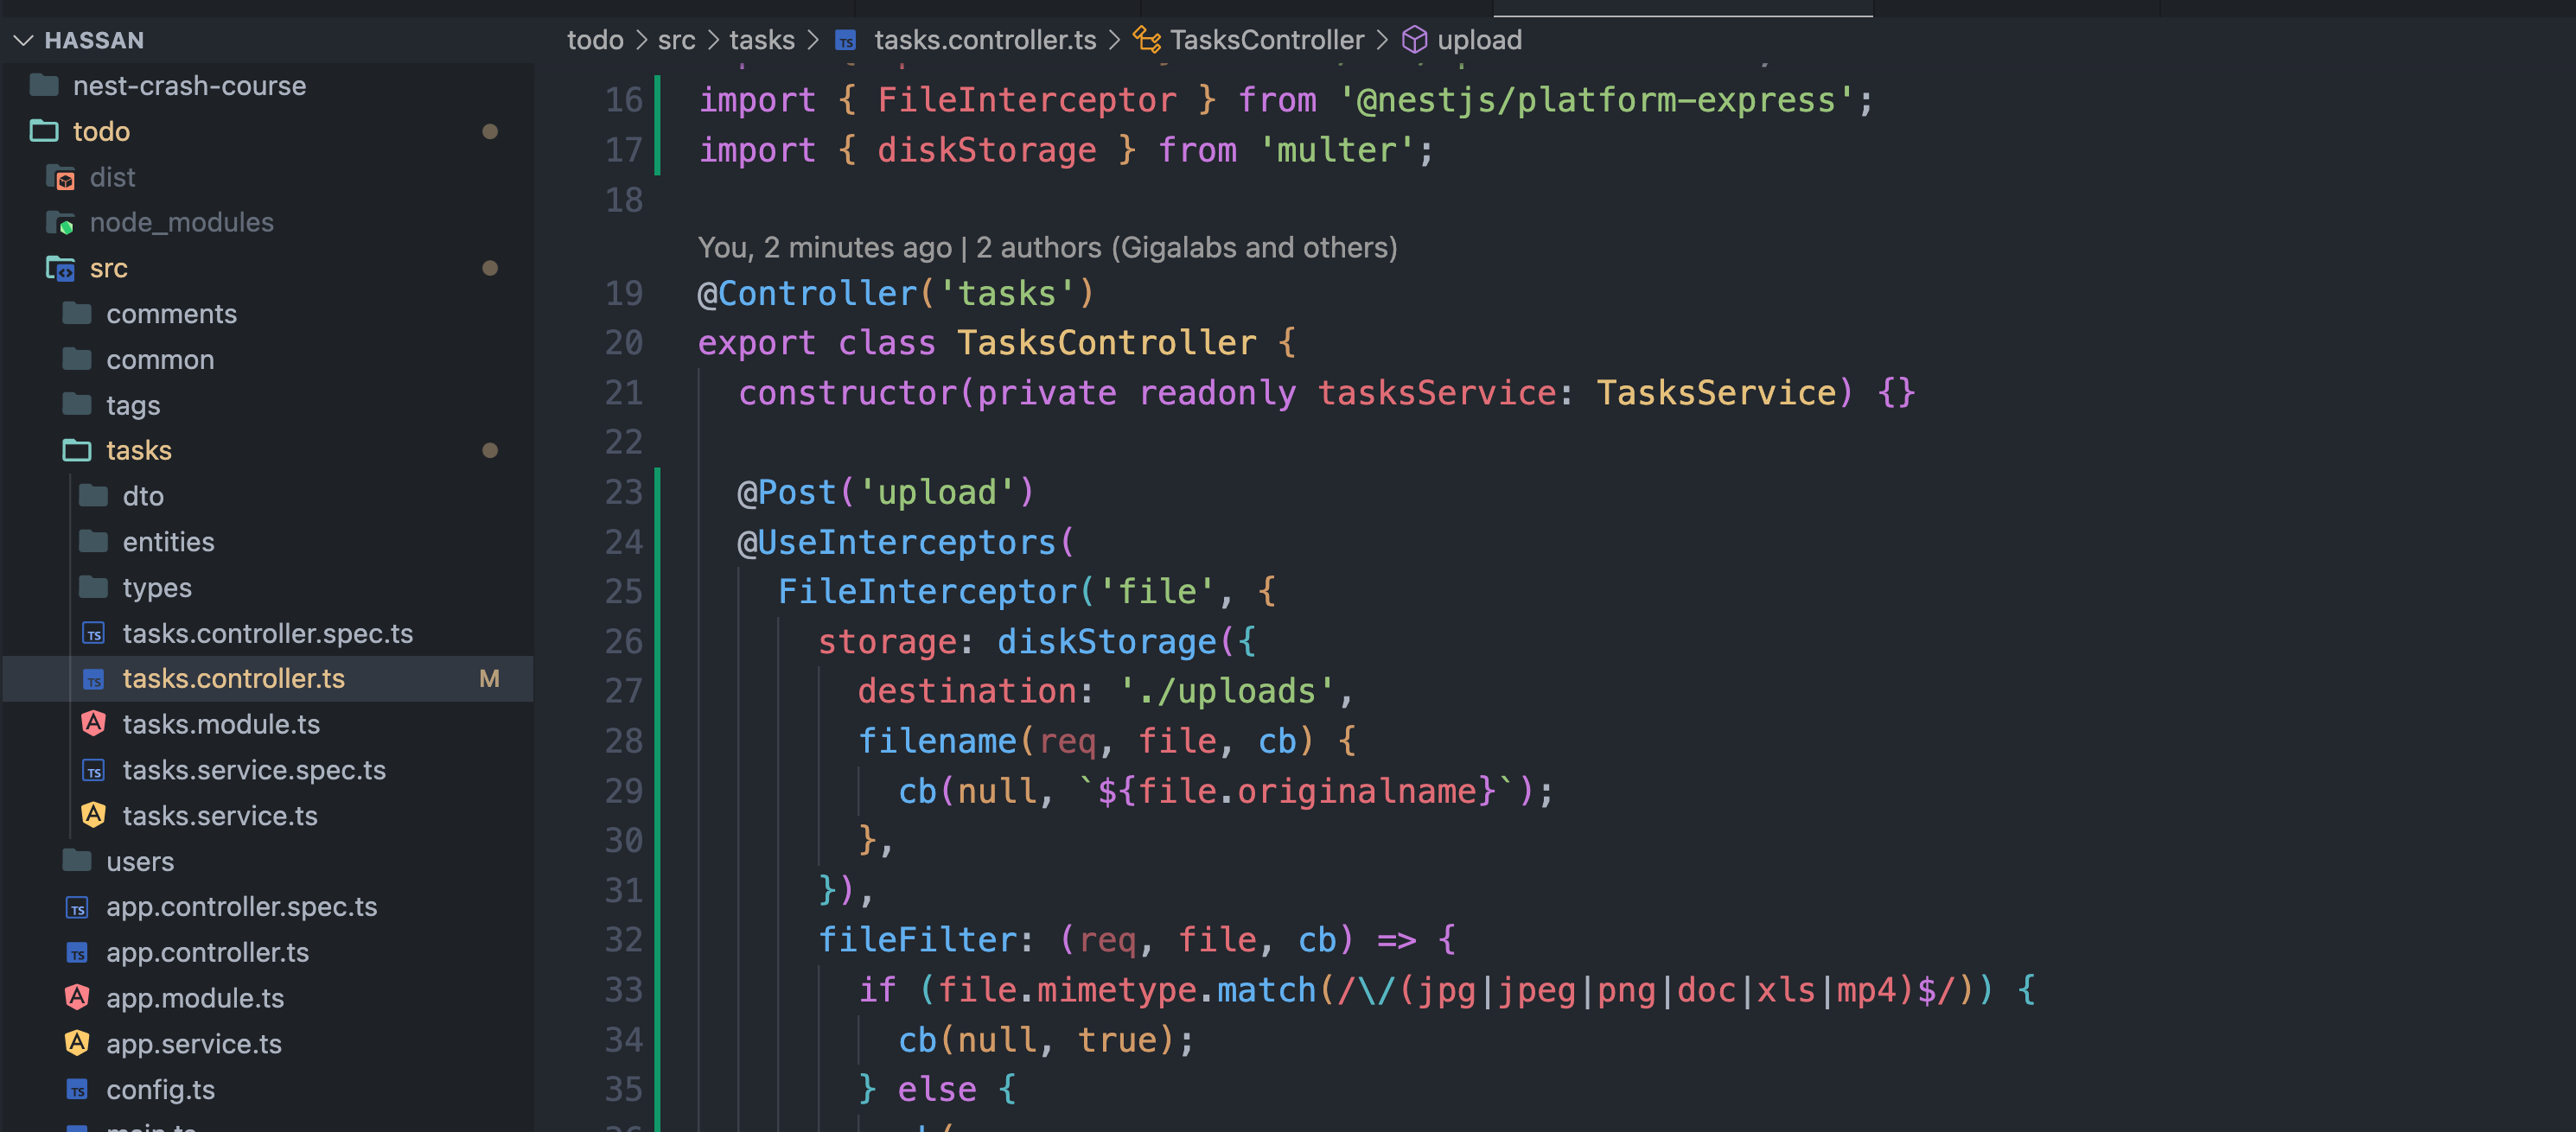 HASSAN
nest-crash-course
todo
dist
node_modules
src
comments
common
tags
tasks
dto
entities
types
tasks.controller.spec.ts
tasks.controller.ts M
tasks.module.ts
tasks.service.spec.ts
tasks.service.ts
users
app.controller.spec.ts
app.controller.ts
app.module.ts
app.service.ts
config.ts
todo > src > tasks > TS tasks.controller.ts > TasksController > upload
16 import { FileInterceptor } from '@nestjs/platform-express';
17 import { diskStorage } from 'multer';
18
You, 2 minutes ago | 2 authors (Gigalabs and others)
19 @Controller('tasks')
20 export class TasksController {
21 constructor(private readonly tasksService: TasksService) {}
22
23 @Post('upload')
24 @UseInterceptors(
25 FileInterceptor('file', {
26 storage: diskStorage({
27 destination: './uploads',
28 filename(req, file, cb) {
29 cb(null, `${file.originalname}`);
30 },
31 }),
32 fileFilter: (req, file, cb) => {
33 if (file.mimetype.match(/\/(jpg|jpeg|png|doc|xls|mp4)$/)) {
34 cb(null, true);
35 } else {